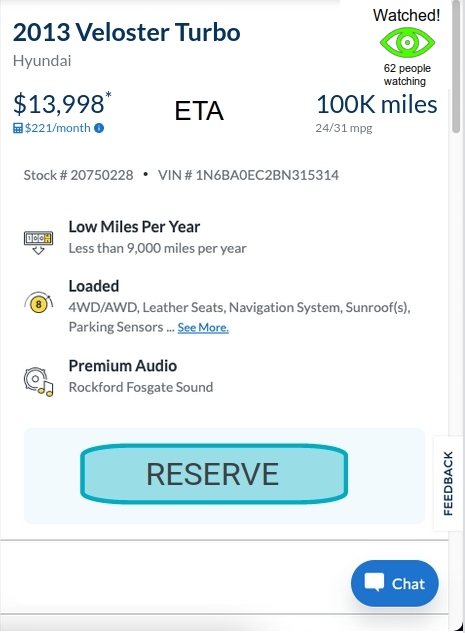 Watched!
2013 Veloster Turbo
Hyundai
62 people
watching
$13,998*
ETA
100K miles
$221/month
24/31 mpg
Stock # 20750228 • VIN # 1N6BA0EC2BN315314
Low Miles Per Year
Less than 9,000 miles per year
8
Loaded
4WD/AWD, Leather Seats, Navigation System, Sunroof(s),
Parking Sensors ... See More.
Premium Audio
Rockford Fosgate Sound
RESERVE
FEEDBACK
Chat